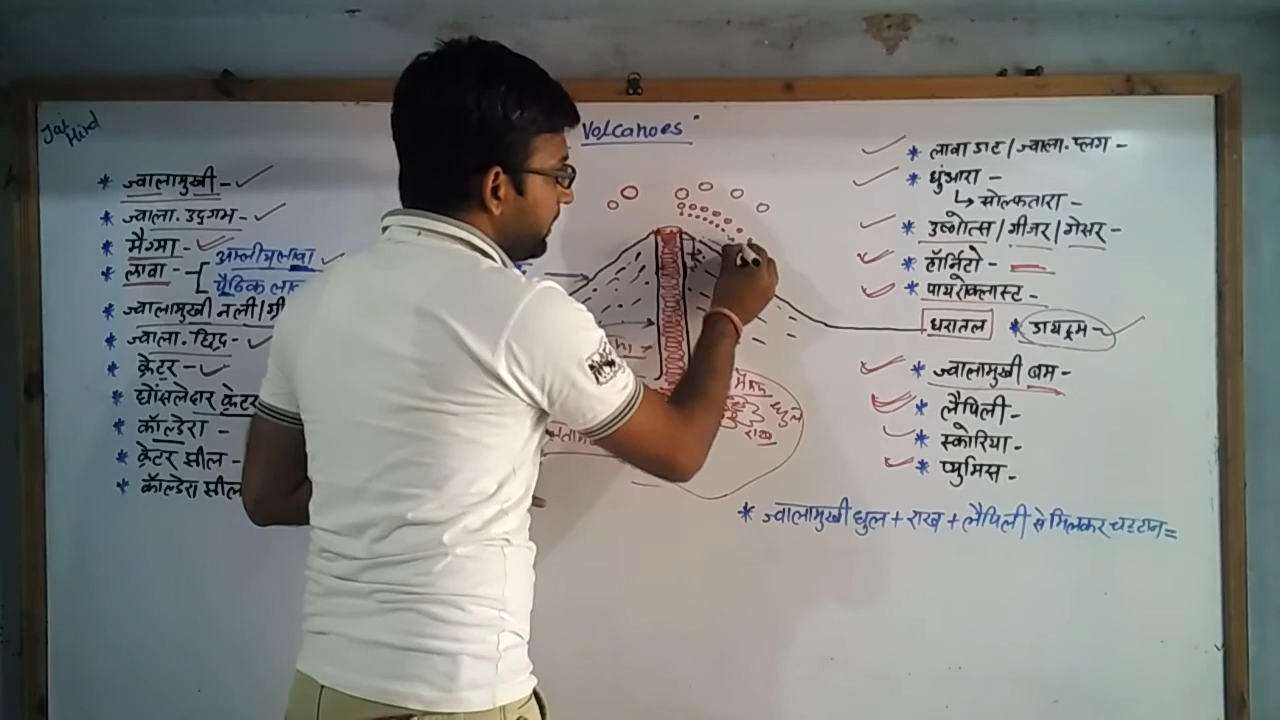 Jai Hind
Volcanoes"
* ज्वालामुखी -
* ज्वाला. उद्गम -
* मैग्मा -
* लावा -
अम्लीय लावा
पैठिक
* ज्वालामुखी नली/
* ज्वाला. छिद्र -
* क्रेटर -
* घोंसलेदार क्रेटर
* कॉल्डेरा -
* क्रेटर झील -
* कॉल्डेरा झील
राख
* लावा डाट / ज्वाला. प्लग -
* धुंआरा -
↳ सोल्फतारा -
* उष्णोत्स / गीजर / गेसर -
* हॉर्निटो -
* पायरोक्लास्ट -
धरातल * डायट्रम -
* ज्वालामुखी बम -
* लैपिली -
* स्कोरिया -
* प्युमिस -
* ज्वालामुखी धुल + राख + लैपिली से मिलकर चट्टान =